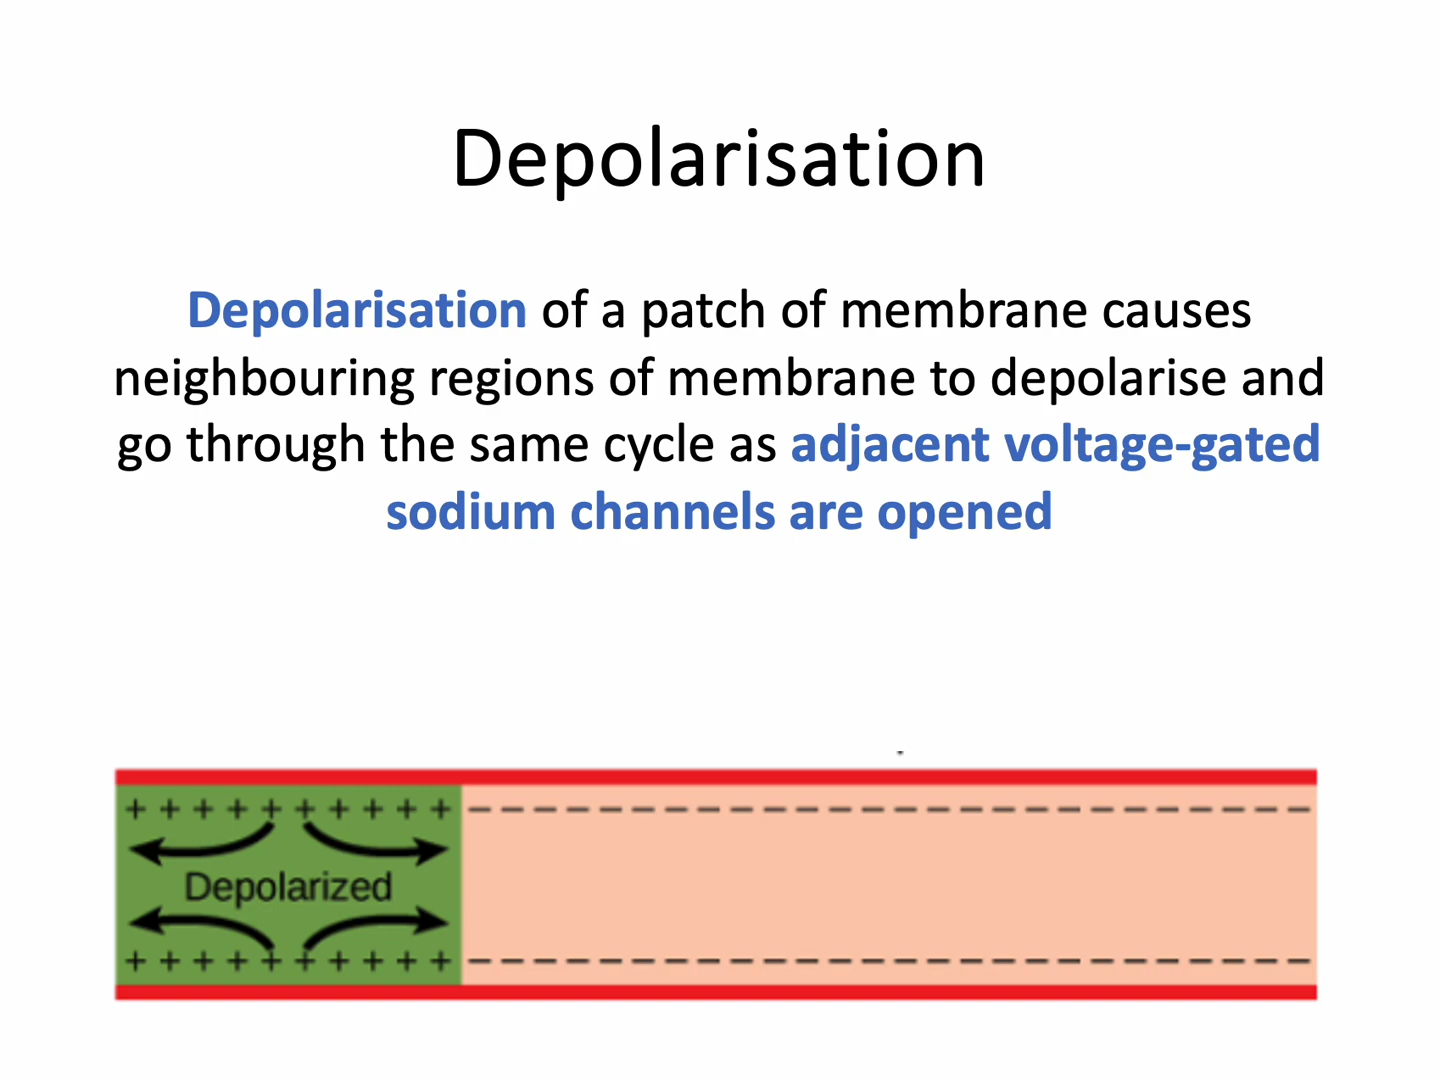 Depolarisation
Depolarisation of a patch of membrane causes
neighbouring regions of membrane to depolarise and
go through the same cycle as adjacent voltage-gated
sodium channels are opened
+ + + + + + + + + + – – – – – – – – – – – – – – – – – – – – – – – – –
Depolarized
+ + + + + + + + + + – – – – – – – – – – – – – – – – – – – – – – – – –